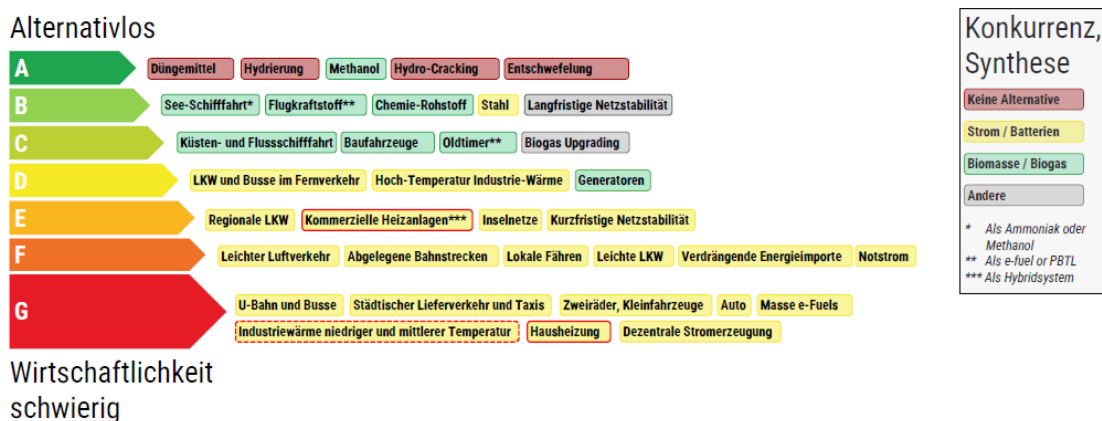 Alternativlos
A
Düngemittel
Hydrierung
Methanol
Hydro-Cracking
Entschwefelung
B
See-Schifffahrt*
Flugkraftstoff**
Chemie-Rohstoff
Stahl
Langfristige Netzstabilität
C
Küsten- und Flussschifffahrt
Baufahrzeuge
Oldtimer**
Biogas Upgrading
D
LKW und Busse im Fernverkehr
Hoch-Temperatur Industrie-Wärme
Generatoren
E
Regionale LKW
Kommerzielle Heizanlagen***
Inselnetze
Kurzfristige Netzstabilität
F
Leichter Luftverkehr
Abgelegene Bahnstrecken
Lokale Fähren
Leichte LKW
Verdrängende Energieimporte
Notstrom
G
U-Bahn und Busse
Städtischer Lieferverkehr und Taxis
Zweiräder, Kleinfahrzeuge
Auto
Masse e-Fuels
Industriewärme niedriger und mittlerer Temperatur
Hausheizung
Dezentrale Stromerzeugung
Wirtschaftlichkeit
schwierig
Konkurrenz,
Synthese
Keine Alternative
Strom / Batterien
Biomasse / Biogas
Andere
* Als Ammoniak oder
Methanol
** Als e-fuel or PBTL
*** Als Hybridsystem